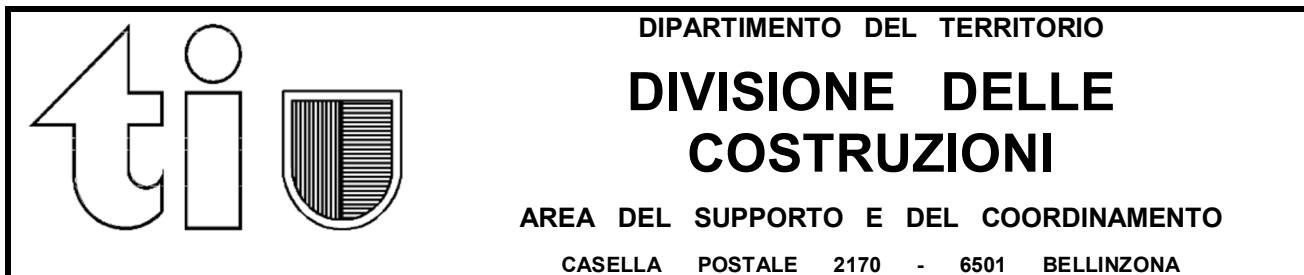 ti
DIPARTIMENTO DEL TERRITORIO
DIVISIONE DELLE
COSTRUZIONI
AREA DEL SUPPORTO E DEL COORDINAMENTO
CASELLA POSTALE 2170 - 6501 BELLINZONA